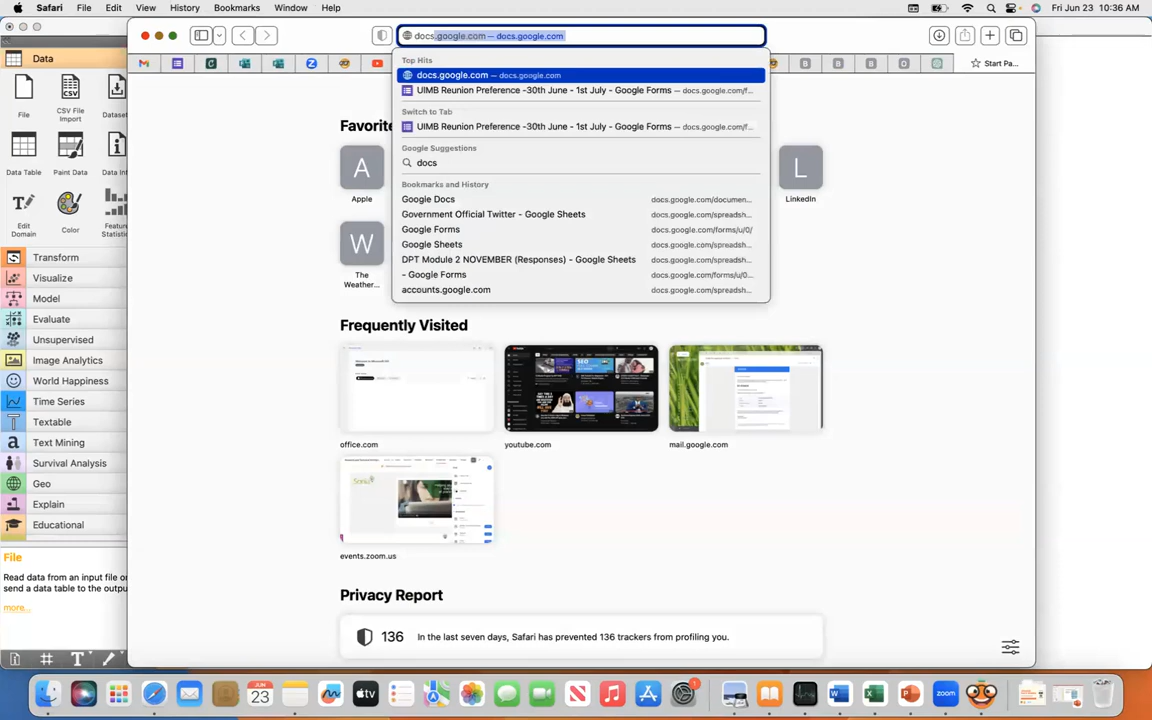 Safari File Edit View History Bookmarks Window Help Fri Jun 23 10:36 AM
docs.google.com — docs.google.com
Top Hits
docs.google.com — docs.google.com
UIMB Reunion Preference -30th June - 1st July - Google Forms — docs.google.com/f...
Switch to Tab
UIMB Reunion Preference -30th June - 1st July - Google Forms — docs.google.com/f...
Google Suggestions
docs
Bookmarks and History
Google Docs docs.google.com/documen...
Government Official Twitter - Google Sheets docs.google.com/spreadsh...
Google Forms docs.google.com/forms/u/0/
Google Sheets docs.google.com/spreadsh...
DPT Module 2 NOVEMBER (Responses) - Google Sheets docs.google.com/spreadsh...
- Google Forms docs.google.com/forms/u/0...
accounts.google.com docs.google.com/spreadsh...
Start Pa...
Favorite
A
Apple
L
LinkedIn
W
The
Weather...
Frequently Visited
office.com
youtube.com
mail.google.com
events.zoom.us
Privacy Report
136 In the last seven days, Safari has prevented 136 trackers from profiling you.
Data
File
CSV File
Import
Dataset
Data Table
Paint Data
Data In
Edit
Domain
Color
Feature
Statistic
Transform
Visualize
Model
Evaluate
Unsupervised
Image Analytics
World Happiness
Time Series
Textable
Text Mining
Survival Analysis
Geo
Explain
Educational
File
Read data from an input file or
send a data table to the output
more...
JUN
23
tv
zoom